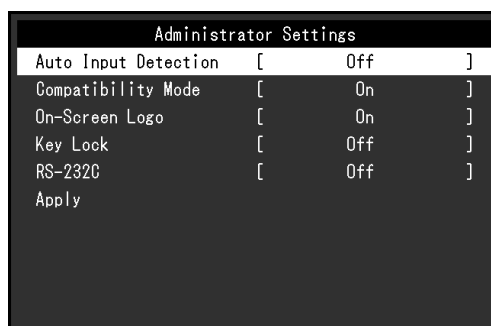 Administrator Settings
Auto Input Detection [ Off ]
Compatibility Mode [ On ]
On-Screen Logo [ On ]
Key Lock [ Off ]
RS-232C [ Off ]
Apply